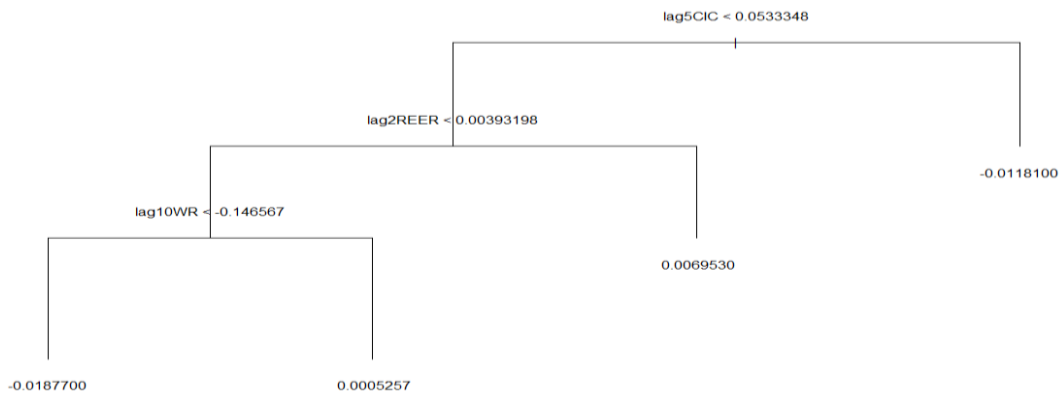 lag5CIC < 0.0533348
lag2REER < 0.00393198
-0.0118100
lag10WR < -0.146567
0.0069530
-0.0187700
0.0005257